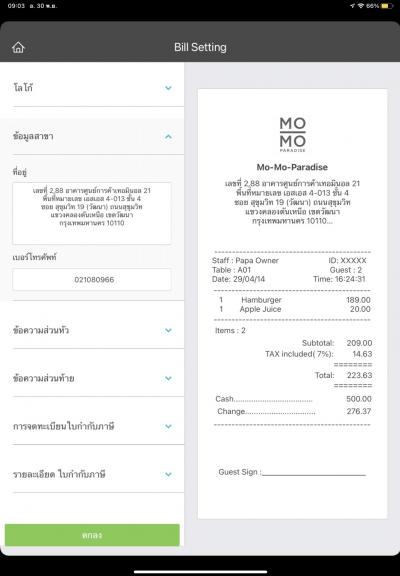 09:03 อ. 30 พ.ย.
66%
Bill Setting
โลโก้
ข้อมูลสาขา
ที่อยู่
เลขที่ 2,88 อาคารศูนย์การค้าเทอมินอล 21
พื้นที่หมายเลข เอสเอส 4-013 ชั้น 4
ซอย สุขุมวิท 19 (วัฒนา) ถนนสุขุมวิท
แขวงคลองตันเหนือ เขตวัฒนา
กรุงเทพมหานคร 10110
เบอร์โทรศัพท์
021080966
ข้อความส่วนหัว
ข้อความส่วนท้าย
การจดทะเบียนใบกำกับภาษี
รายละเอียด ใบกำกับภาษี
ตกลง
MO
MO
PARADISE
Mo-Mo-Paradise
เลขที่ 2,88 อาคารศูนย์การค้าเทอมินอล 21
พื้นที่หมายเลข เอสเอส 4-013 ชั้น 4
ซอย สุขุมวิท 19 (วัฒนา) ถนนสุขุมวิท
แขวงคลองตันเหนือ เขตวัฒนา
กรุงเทพมหานคร 10110...
Staff : Papa Owner ID: XXXXX
Table : A01 Guest : 2
Date: 29/04/14 Time: 16:24:31
1 Hamburger 189.00
1 Apple Juice 20.00
Items : 2
Subtotal: 209.00
TAX included( 7%): 14.63
========
Total: 223.63
========
Cash.................................... 500.00
Change................................ 276.37
Guest Sign :